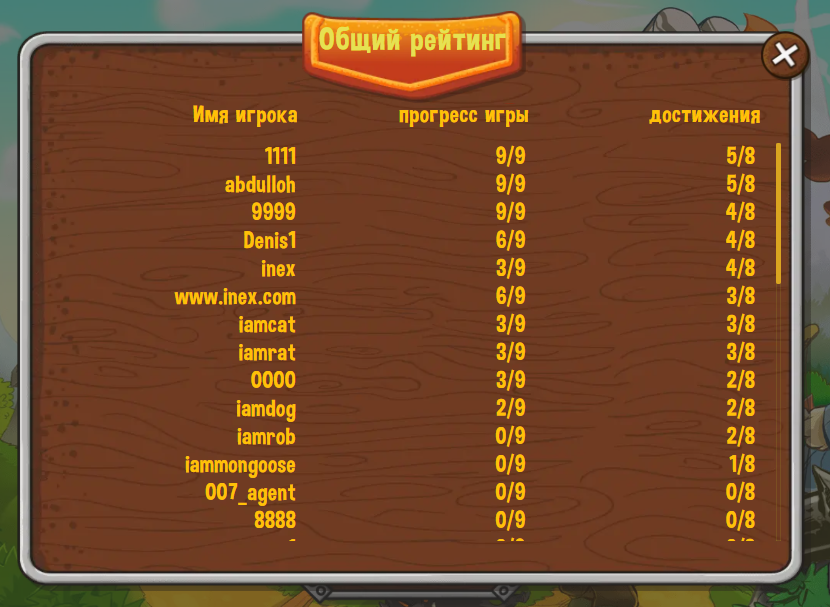 Общий рейтинг
Имя игрока прогресс игры достижения
1111 9/9 5/8
abdulloh 9/9 5/8
9999 9/9 4/8
Denis1 6/9 4/8
inex 3/9 4/8
www.inex.com 6/9 3/8
iamcat 3/9 3/8
iamrat 3/9 3/8
0000 3/9 2/8
iamdog 2/9 2/8
iamrob 0/9 2/8
iammongoose 0/9 1/8
007_agent 0/9 0/8
8888 0/9 0/8